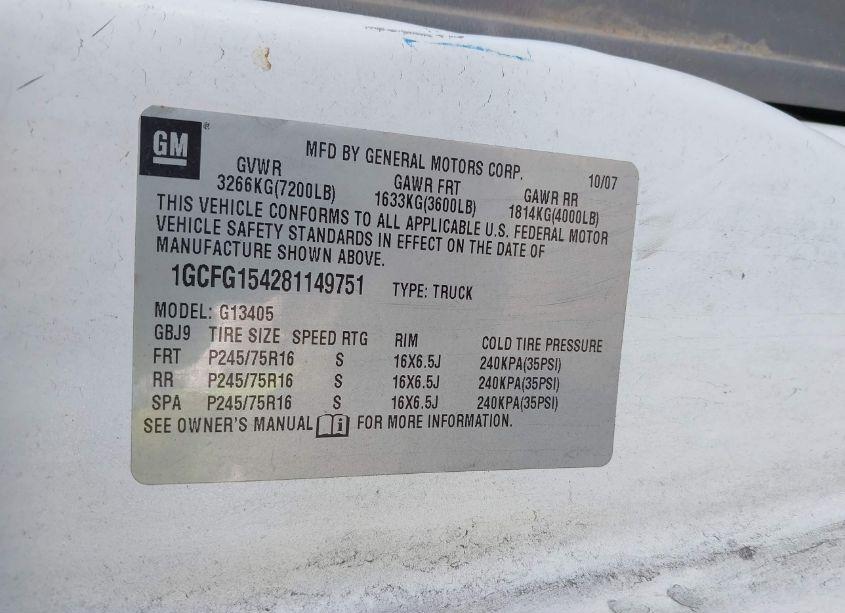 GM ®
MFD BY GENERAL MOTORS CORP. 10/07
GVWR GAWR FRT GAWR RR
3266KG(7200LB) 1633KG(3600LB) 1814KG(4000LB)
THIS VEHICLE CONFORMS TO ALL APPLICABLE U.S. FEDERAL MOTOR
VEHICLE SAFETY STANDARDS IN EFFECT ON THE DATE OF
MANUFACTURE SHOWN ABOVE.
1GCFG154281149751 TYPE: TRUCK
MODEL: G13405
GBJ9 TIRE SIZE SPEED RTG RIM COLD TIRE PRESSURE
FRT P245/75R16 S 16X6.5J 240KPA(35PSI)
RR P245/75R16 S 16X6.5J 240KPA(35PSI)
SPA P245/75R16 S 16X6.5J 240KPA(35PSI)
SEE OWNER'S MANUAL i FOR MORE INFORMATION.